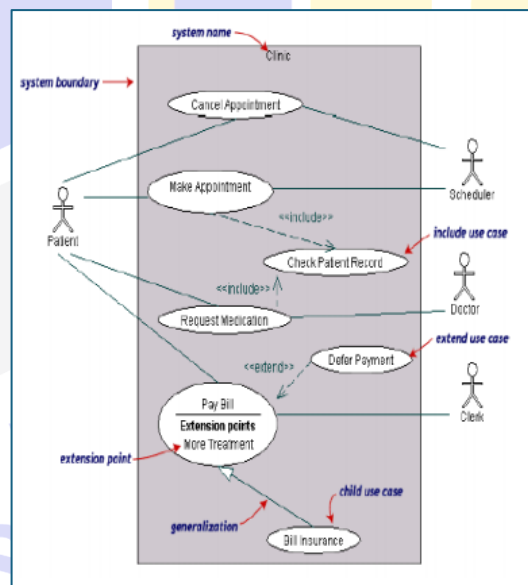 system name
Clinic
system boundary
Cancel Appointment
Make Appointment
Scheduler
<<include>>
Patient
include use case
Check Patient Record
<<include>>
Doctor
Request Medication
extend use case
<<extend>>
Defer Payment
Pay Bill
Extension points
More Treatment
Clerk
extension point
child use case
generalization
Bill Insurance